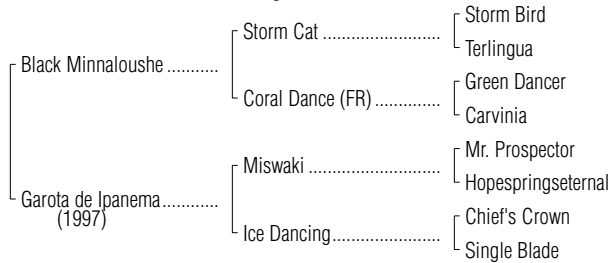 Storm Bird
Storm Cat ......................
Terlingua
Black Minnaloushe ...........
Green Dancer
Coral Dance (FR) ..............
Carvinia
Mr. Prospector
Miswaki .........................
Hopespringseternal
Garota de Ipanema ............
(1997)
Chief's Crown
Ice Dancing .....................
Single Blade